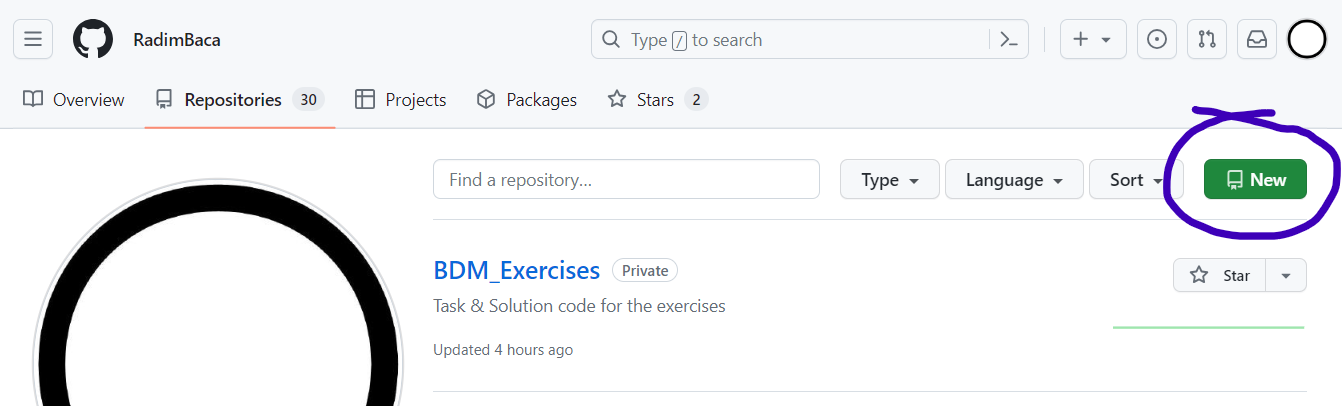 RadimBaca
Type / to search
Overview Repositories 30 Projects Packages Stars 2
Find a repository... Type Language Sort New
BDM_Exercises Private Star
Task & Solution code for the exercises
Updated 4 hours ago